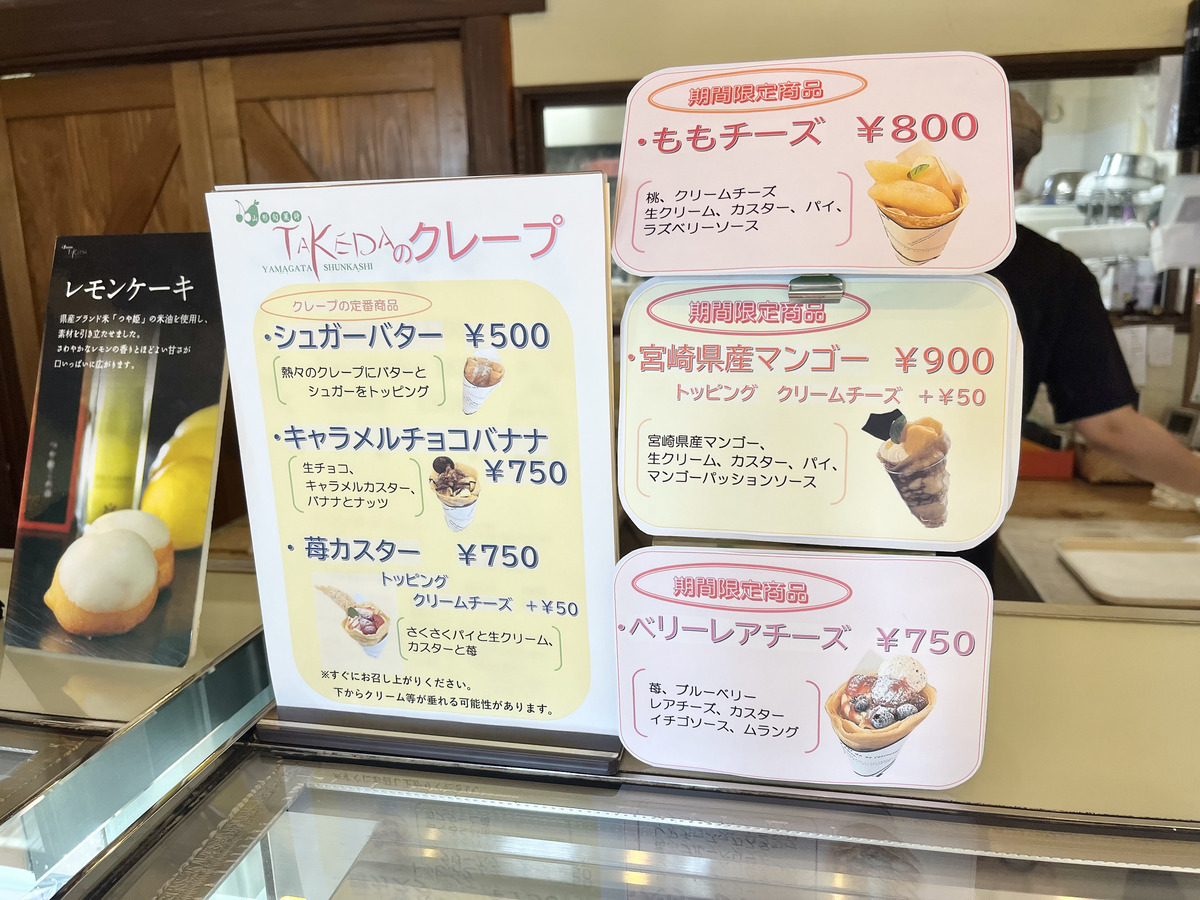 レモンケーキ
県産ブランド米「つや姫」の米油を使用し、
素材を引き立たせました。
さわやかなレモンの香りとほどよい甘さが
口いっぱいに広がります。
TAKEDAのクレープ
YAMAGATA SHUNKASHI
クレープの定番商品
・シュガーバター ¥500
熱々のクレープにバターと
シュガーをトッピング
・キャラメルチョコバナナ
¥750
生チョコ、
キャラメルカスター、
バナナとナッツ
・苺カスター ¥750
トッピング
クリームチーズ +¥50
さくさくパイと生クリーム、
カスターと苺
※すぐにお召し上がりください。
下からクリーム等が垂れる可能性があります。
期間限定商品
・ももチーズ ¥800
桃、クリームチーズ
生クリーム、カスター、パイ、
ラズベリーソース
期間限定商品
・宮崎県産マンゴー ¥900
トッピング クリームチーズ +¥50
宮崎県産マンゴー、
生クリーム、カスター、パイ、
マンゴーパッションソース
期間限定商品
・ベリーレアチーズ ¥750
苺、ブルーベリー
レアチーズ、カスター
イチゴソース、ムラング